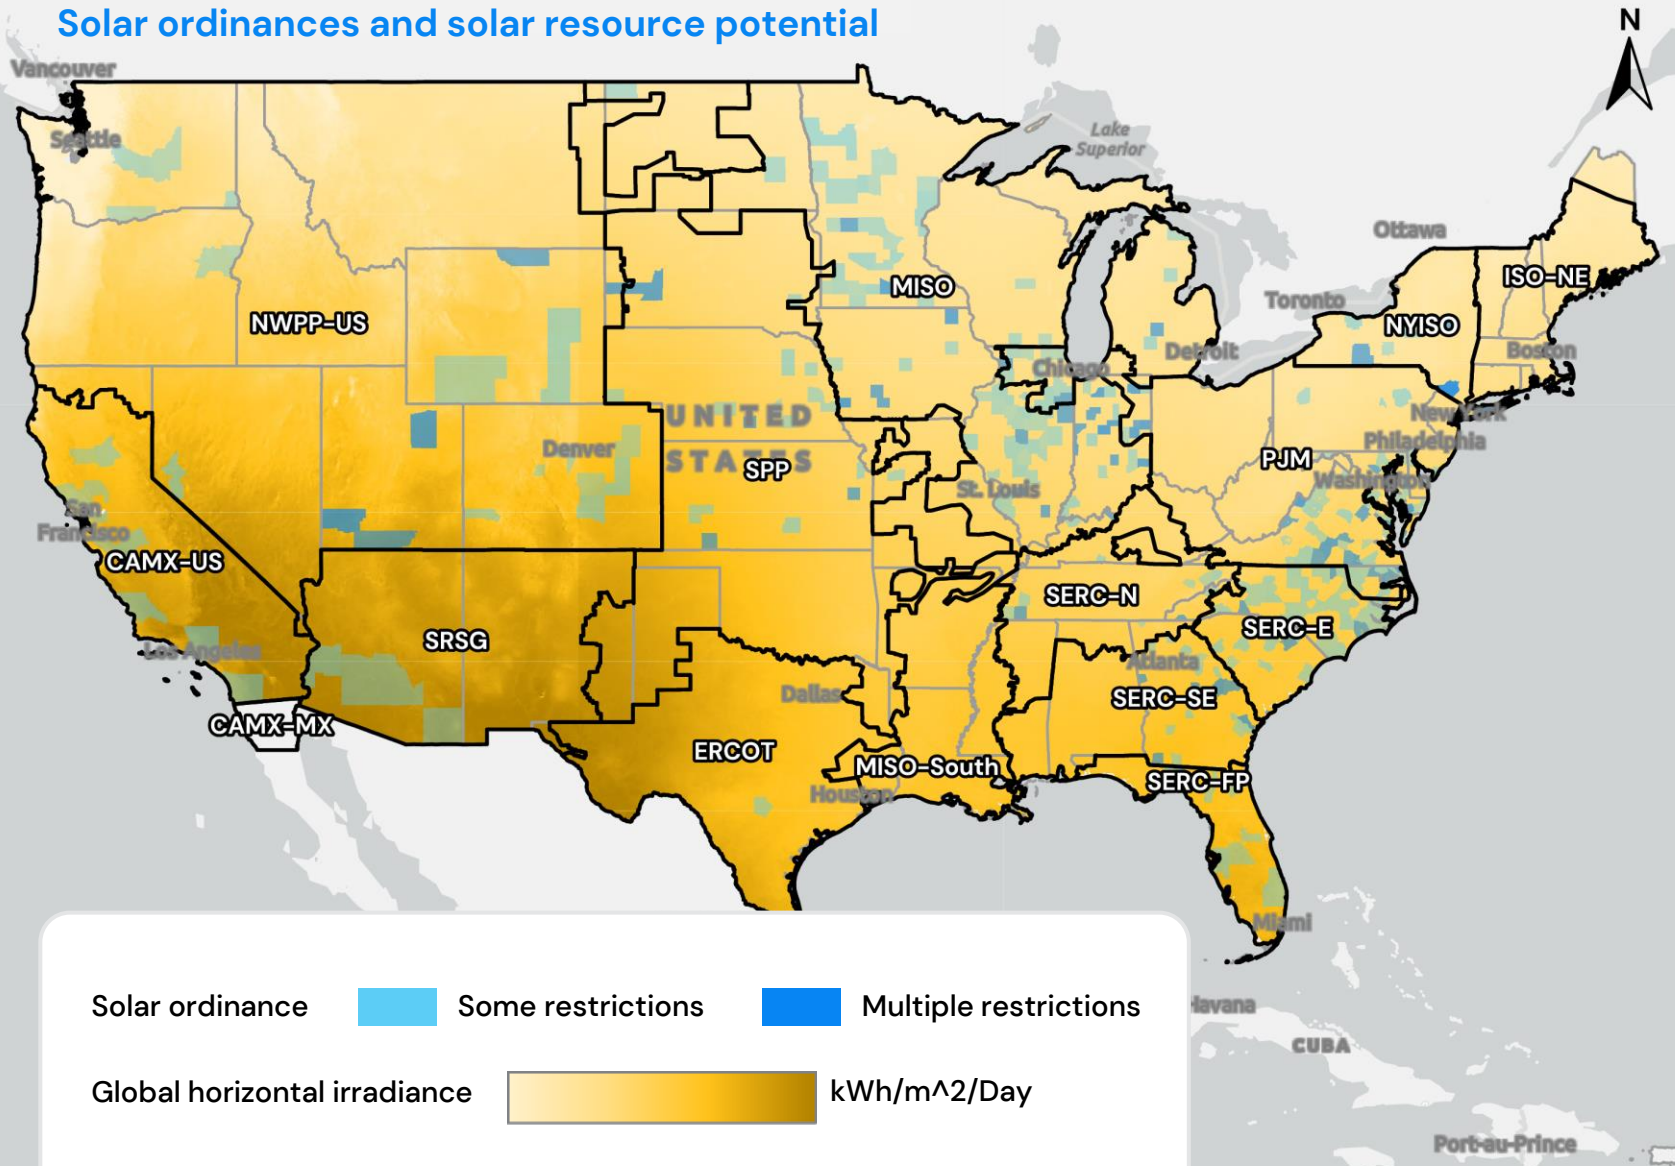 Solar ordinances and solar resource potential
N
Vancouver
Seattle
Lake
Superior
Ottawa
MISO
ISO-NE
Toronto
NWPP-US
NYISO
Boston
Detroit
Chicago
UNITED
STATES
New York
Denver
Philadelphia
SPP
PJM
Washington
St. Louis
San
Francisco
CAMX-US
SERC-N
SERC-E
SRSG
Los Angeles
Atlanta
Dallas
SERC-SE
CAMX-MX
ERCOT
MISO-South
SERC-FP
Houston
Miami
Solar ordinance
Some restrictions
Multiple restrictions
Havana
CUBA
Global horizontal irradiance
kWh/m^2/Day
Port-au-Prince